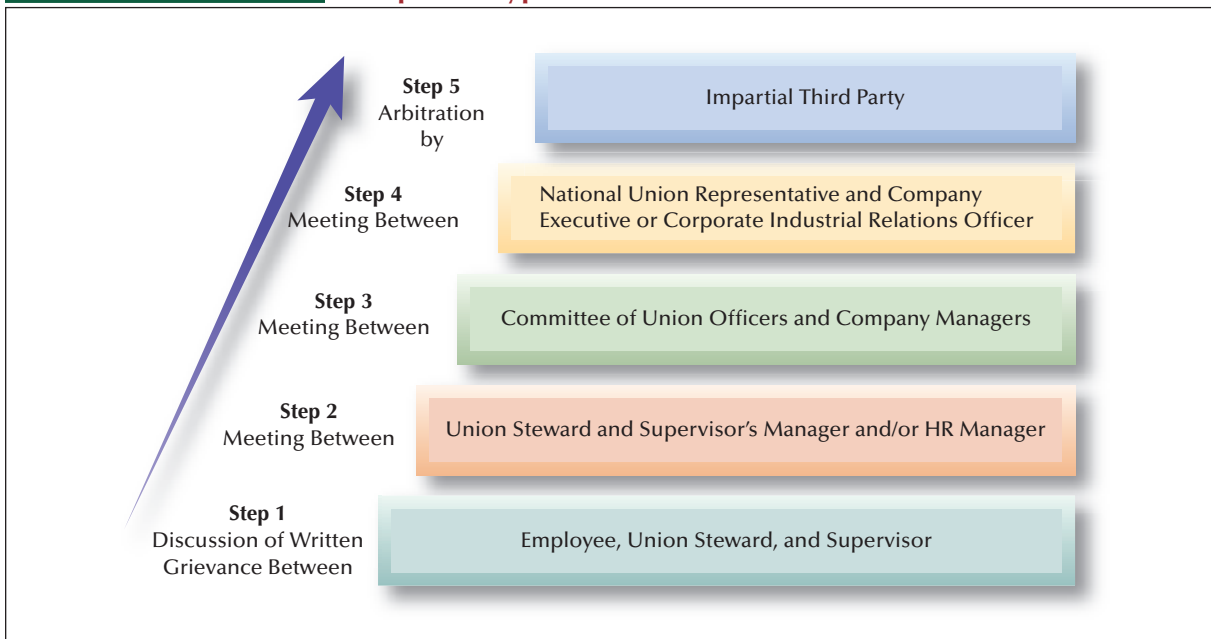 Step 5
Arbitration
by
Impartial Third Party
Step 4
Meeting Between
National Union Representative and Company
Executive or Corporate Industrial Relations Officer
Step 3
Meeting Between
Committee of Union Officers and Company Managers
Step 2
Meeting Between
Union Steward and Supervisor’s Manager and/or HR Manager
Step 1
Discussion of Written
Grievance Between
Employee, Union Steward, and Supervisor